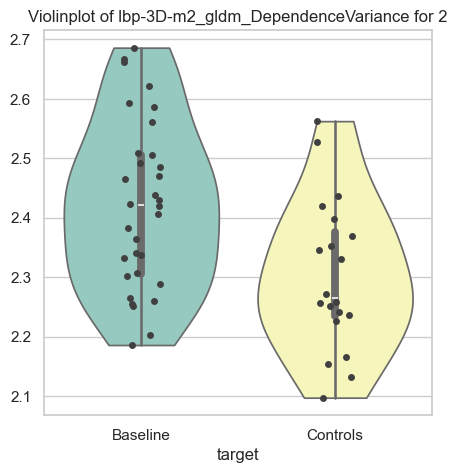 Violinplot of lbp-3D-m2_gldm_DependenceVariance for 2
2.7
2.6
2.5
2.4
2.3
2.2
2.1
Baseline Controls
target